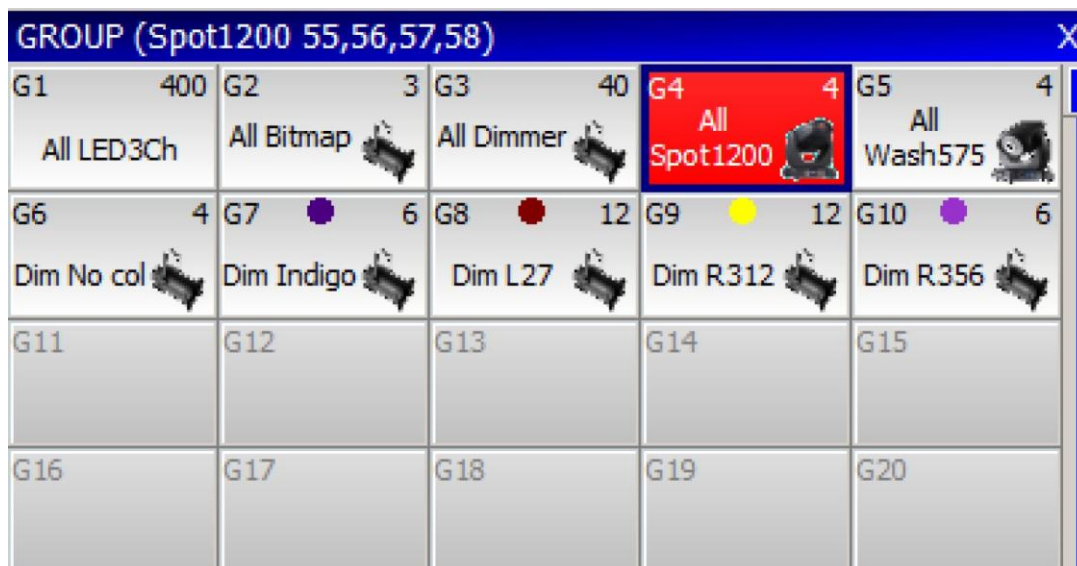 GROUP (Spot1200 55,56,57,58) X
G1 400 G2 3 G3 40 G4 4 G5 4
All LED3Ch
All Bitmap
All Dimmer
All
Spot1200
All
Wash575
G6 4 G7 6 G8 12 G9 12 G10 6
Dim No col
Dim Indigo
Dim L27
Dim R312
Dim R356
G11 G12 G13 G14 G15
G16 G17 G18 G19 G20